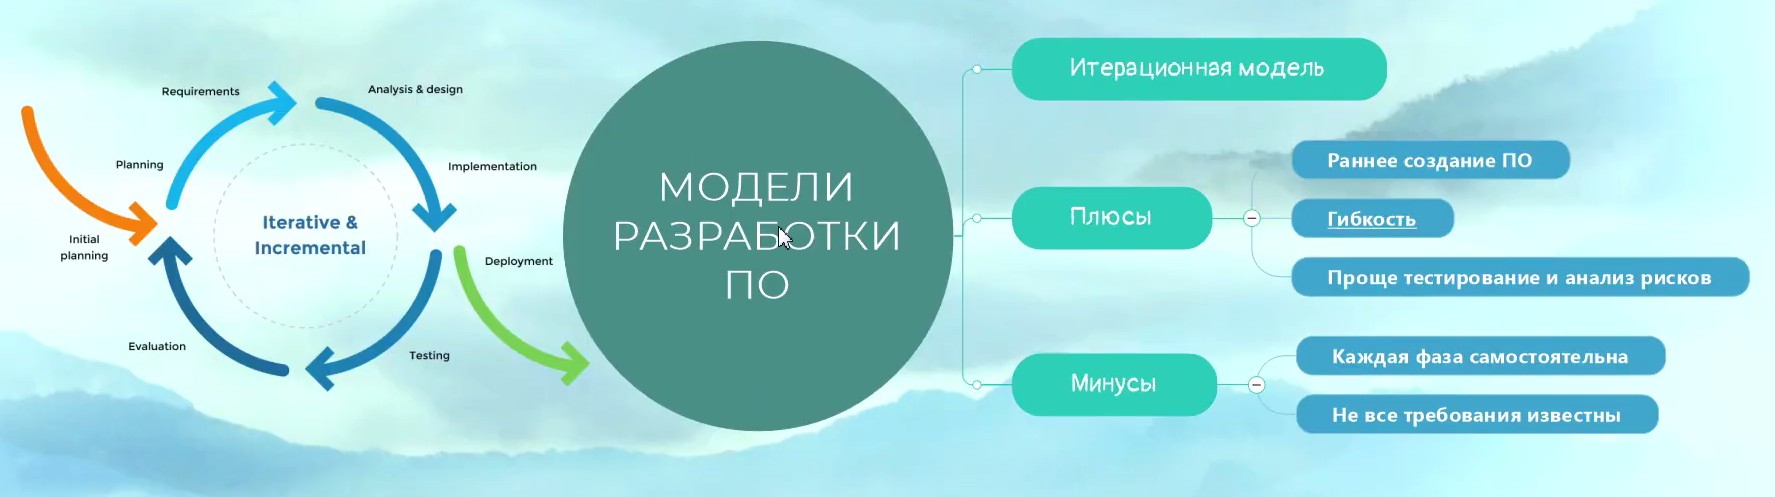 Requirements
Analysis & design
Planning
Implementation
Iterative &
Incremental
Initial
planning
Deployment
Evaluation
Testing
МОДЕЛИ
РАЗРАБОТКИ
ПО
Итерационная модель
Плюсы
Раннее создание ПО
Гибкость
Проще тестирование и анализ рисков
Минусы
Каждая фаза самостоятельна
Не все требования известны